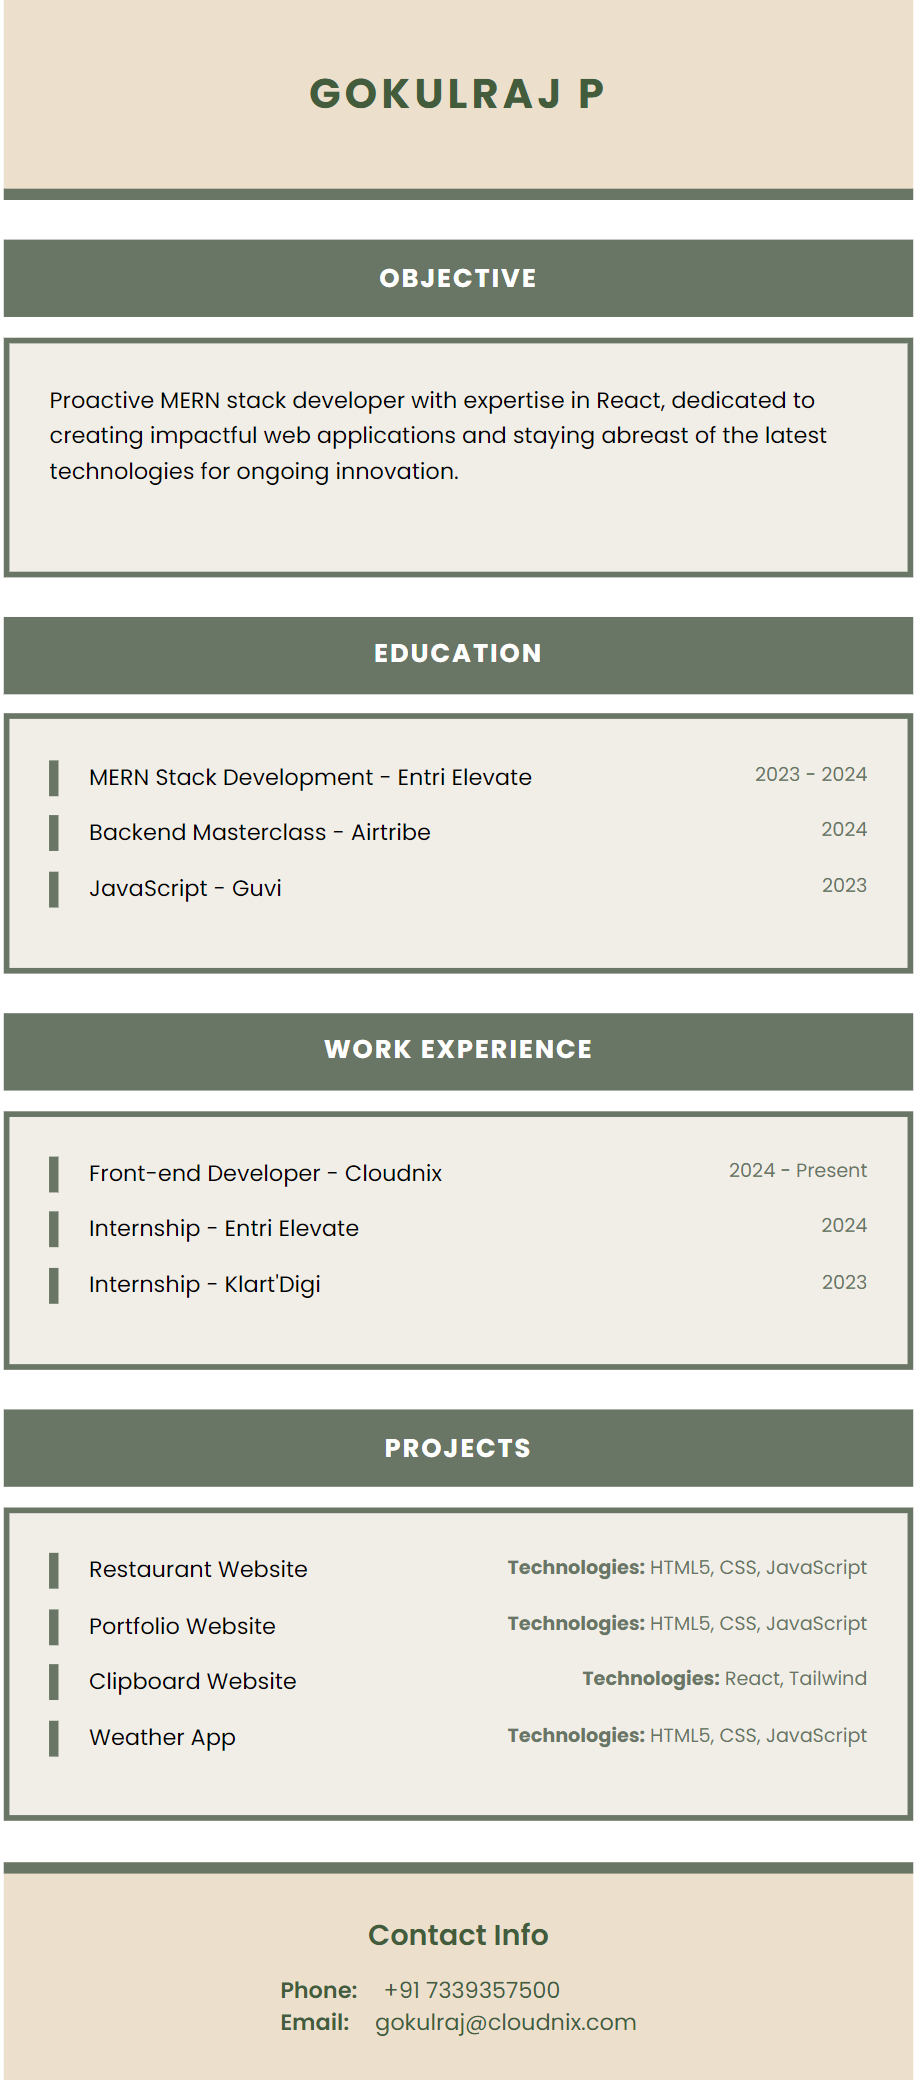 GOKULRAJ P
OBJECTIVE
Proactive MERN stack developer with expertise in React, dedicated to
creating impactful web applications and staying abreast of the latest
technologies for ongoing innovation.
EDUCATION
MERN Stack Development - Entri Elevate 2023 - 2024
Backend Masterclass - Airtribe 2024
JavaScript - Guvi 2023
WORK EXPERIENCE
Front-end Developer - Cloudnix 2024 - Present
Internship - Entri Elevate 2024
Internship - Klart'Digi 2023
PROJECTS
Restaurant Website Technologies: HTML5, CSS, JavaScript
Portfolio Website Technologies: HTML5, CSS, JavaScript
Clipboard Website Technologies: React, Tailwind
Weather App Technologies: HTML5, CSS, JavaScript
Contact Info
Phone: +91 7339357500
Email: gokulraj@cloudnix.com